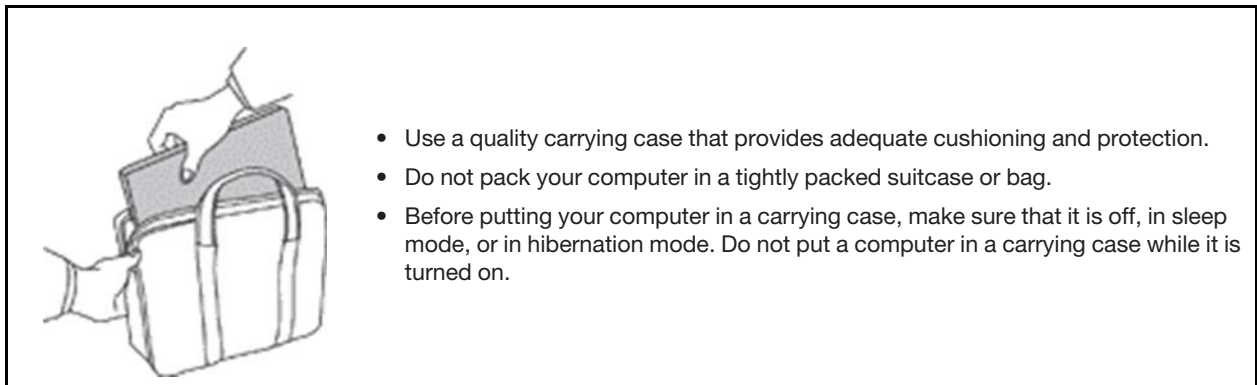 • Use a quality carrying case that provides adequate cushioning and protection.
• Do not pack your computer in a tightly packed suitcase or bag.
• Before putting your computer in a carrying case, make sure that it is off, in sleep
mode, or in hibernation mode. Do not put a computer in a carrying case while it is
turned on.